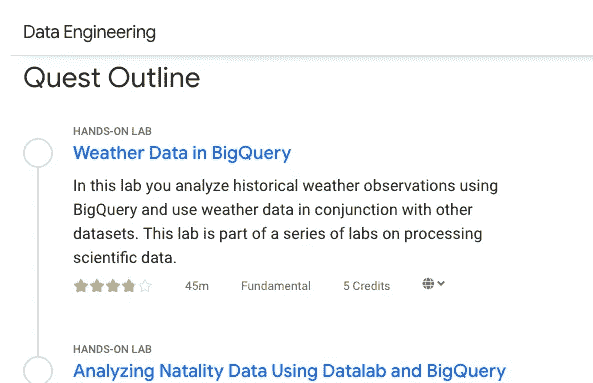 Data Engineering
Quest Outline
HANDS-ON LAB
Weather Data in BigQuery
In this lab you analyze historical weather observations using
BigQuery and use weather data in conjunction with other
datasets. This lab is part of a series of labs on processing
scientific data.
45m Fundamental 5 Credits
HANDS-ON LAB
Analyzing Natality Data Using Datalab and BigQuery